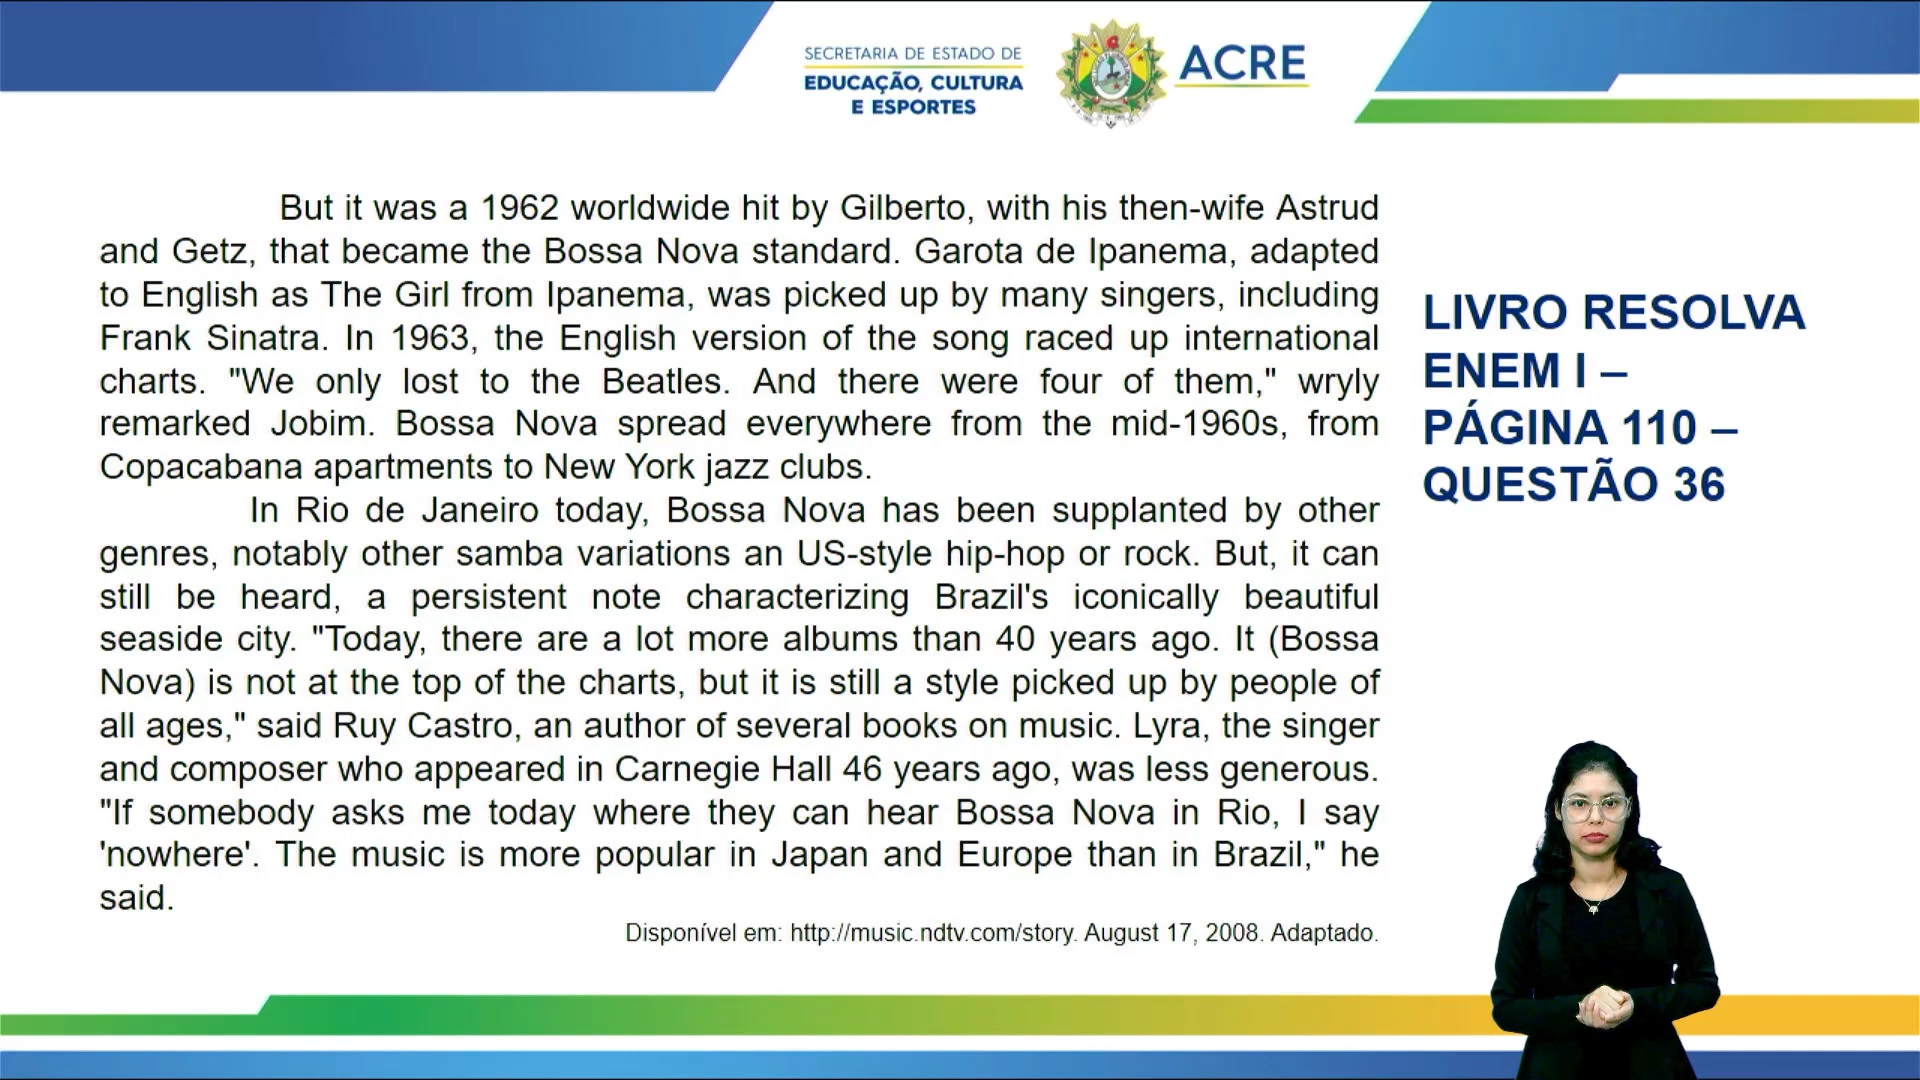 SECRETARIA DE ESTADO DE
EDUCAÇÃO, CULTURA
E ESPORTES
ACRE
But it was a 1962 worldwide hit by Gilberto, with his then-wife Astrud
and Getz, that became the Bossa Nova standard. Garota de Ipanema, adapted
to English as The Girl from Ipanema, was picked up by many singers, including
Frank Sinatra. In 1963, the English version of the song raced up international
charts. "We only lost to the Beatles. And there were four of them," wryly
remarked Jobim. Bossa Nova spread everywhere from the mid-1960s, from
Copacabana apartments to New York jazz clubs.
In Rio de Janeiro today, Bossa Nova has been supplanted by other
genres, notably other samba variations an US-style hip-hop or rock. But, it can
still be heard, a persistent note characterizing Brazil's iconically beautiful
seaside city. "Today, there are a lot more albums than 40 years ago. It (Bossa
Nova) is not at the top of the charts, but it is still a style picked up by people of
all ages," said Ruy Castro, an author of several books on music. Lyra, the singer
and composer who appeared in Carnegie Hall 46 years ago, was less generous.
"If somebody asks me today where they can hear Bossa Nova in Rio, I say
'nowhere'. The music is more popular in Japan and Europe than in Brazil," he
said.
Disponível em: http://music.ndtv.com/story. August 17, 2008. Adaptado.
LIVRO RESOLVA
ENEM I –
PÁGINA 110 –
QUESTÃO 36